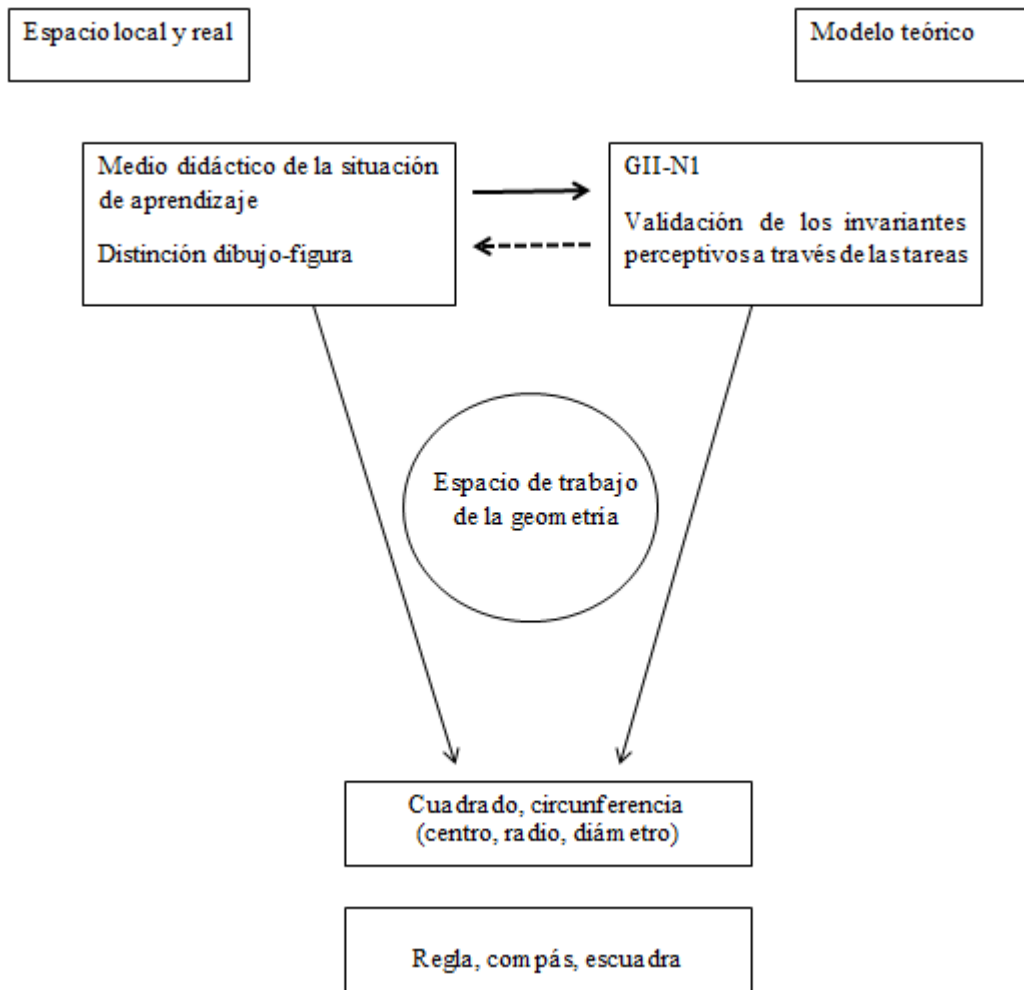 Espacio local y real
Modelo teórico
Medio didáctico de la situación
de aprendizaje
Distinción dibujo-figura
GII-N1
Validación de los invariantes
perceptivos a través de las tareas
Espacio de trabajo
de la geometría
Cuadrado, circunferencia
(centro, radio, diámetro)
Regla, compás, escuadra